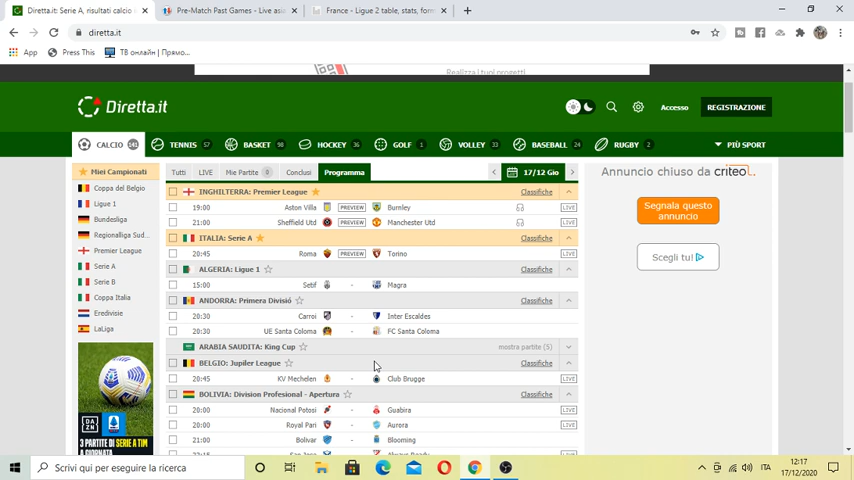 Diretta.it: Serie A, risultati calcio
Pre-Match Past Games - Live asi
France - Ligue 2 table, stats, form
diretta.it
App
Press This
ТВ онлайн | Прямо...
Realizza i tuoi progetti
Diretta.it
Accesso
REGISTRAZIONE
CALCIO 141
TENNIS 57
BASKET 98
HOCKEY 36
GOLF 1
VOLLEY 33
BASEBALL 24
RUGBY 2
PIÙ SPORT
Miei Campionati
Coppa del Belgio
Ligue 1
Bundesliga
Regionalliga Sud...
Premier League
Serie A
Serie B
Coppa Italia
Eredivisie
LaLiga
DAZN
3 PARTITE DI SERIE A TIM
A GIORNATA
Tutti
LIVE
Mie Partite 0
Conclusi
Programma
17/12 Gio
INGHILTERRA: Premier League
Classifiche
19:00 Aston Villa PREVIEW Burnley LIVE
21:00 Sheffield Utd PREVIEW Manchester Utd LIVE
ITALIA: Serie A
Classifiche
20:45 Roma PREVIEW Torino LIVE
ALGERIA: Ligue 1
Classifiche
15:00 Setif - Magra
ANDORRA: Primera Divisió
Classifiche
20:30 Carroi - Inter Escaldes
20:30 UE Santa Coloma - FC Santa Coloma
ARABIA SAUDITA: King Cup
mostra partite (5)
BELGIO: Jupiler League
Classifiche
20:45 KV Mechelen - Club Brugge LIVE
BOLIVIA: Division Profesional - Apertura
Classifiche
20:00 Nacional Potosi - Guabira LIVE
20:00 Royal Pari - Aurora LIVE
21:00 Bolivar - Blooming
Annuncio chiuso da criteo
Segnala questo
annuncio
Scegli tu!
Scrivi qui per eseguire la ricerca
ITA
12:17
17/12/2020